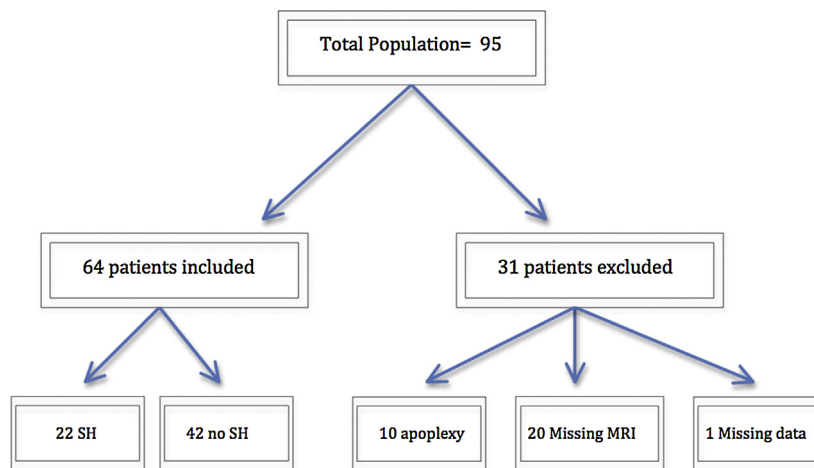 Total Population= 95
64 patients included
31 patients excluded
22 SH
42 no SH
10 apoplexy
20 Missing MRI
1 Missing data